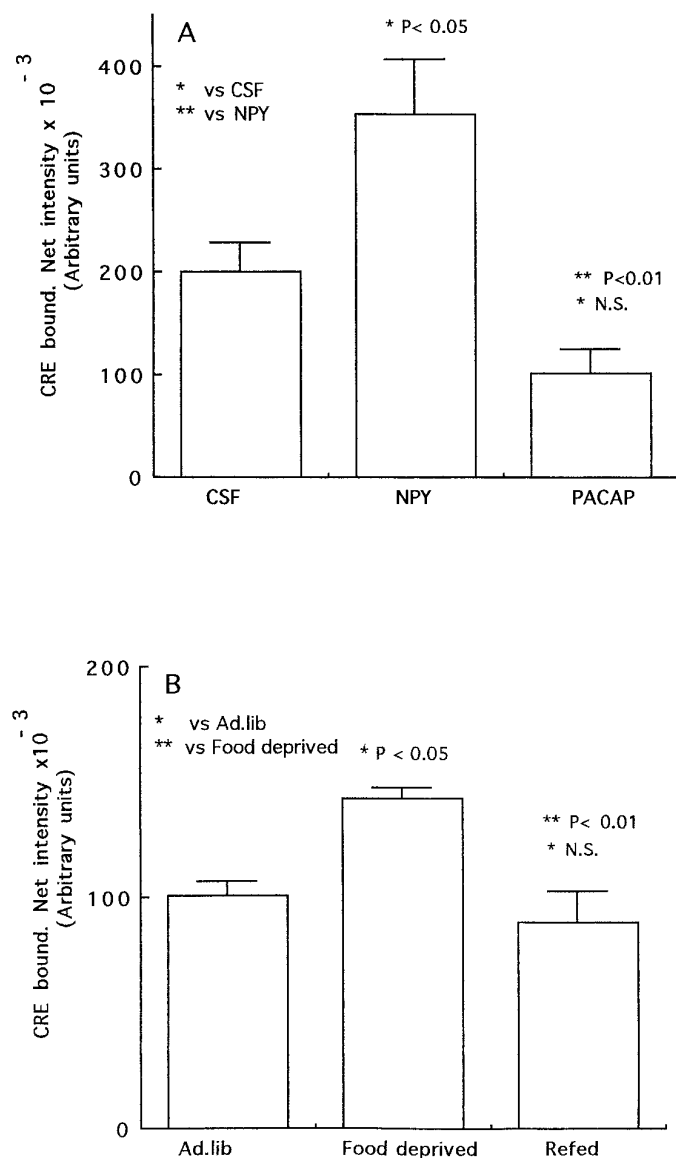 A
* P< 0.05
* vs CSF
** vs NPY
400
300
200
100
0
CRE bound. Net intensity x 10 -3
(Arbitrary units)
** P<0.01
* N.S.
CSF NPY PACAP
B
* vs Ad.lib
** vs Food deprived
* P < 0.05
200
100
0
CRE bound. Net intensity x10 -3
(Arbitrary units)
** P< 0.01
* N.S.
Ad.lib Food deprived Refed